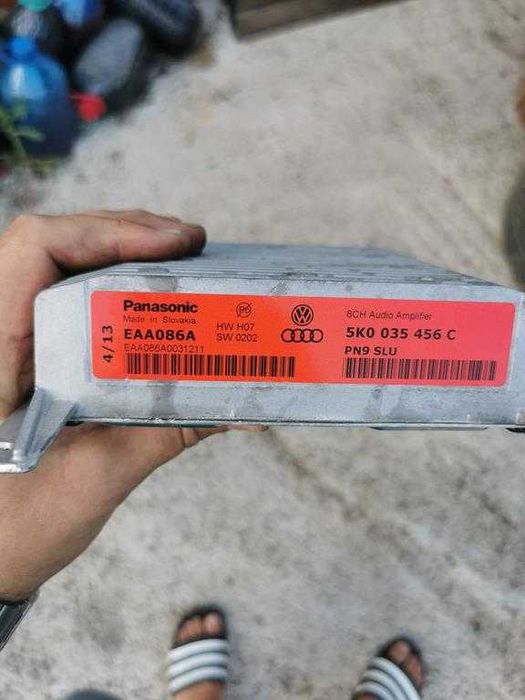 Panasonic
Made in Slovakia
EAA086A
EAA086A0031211
4/13
HW H07
SW 0202
8CH Audio Amplifier
5K0 035 456 C
PN9 SLU